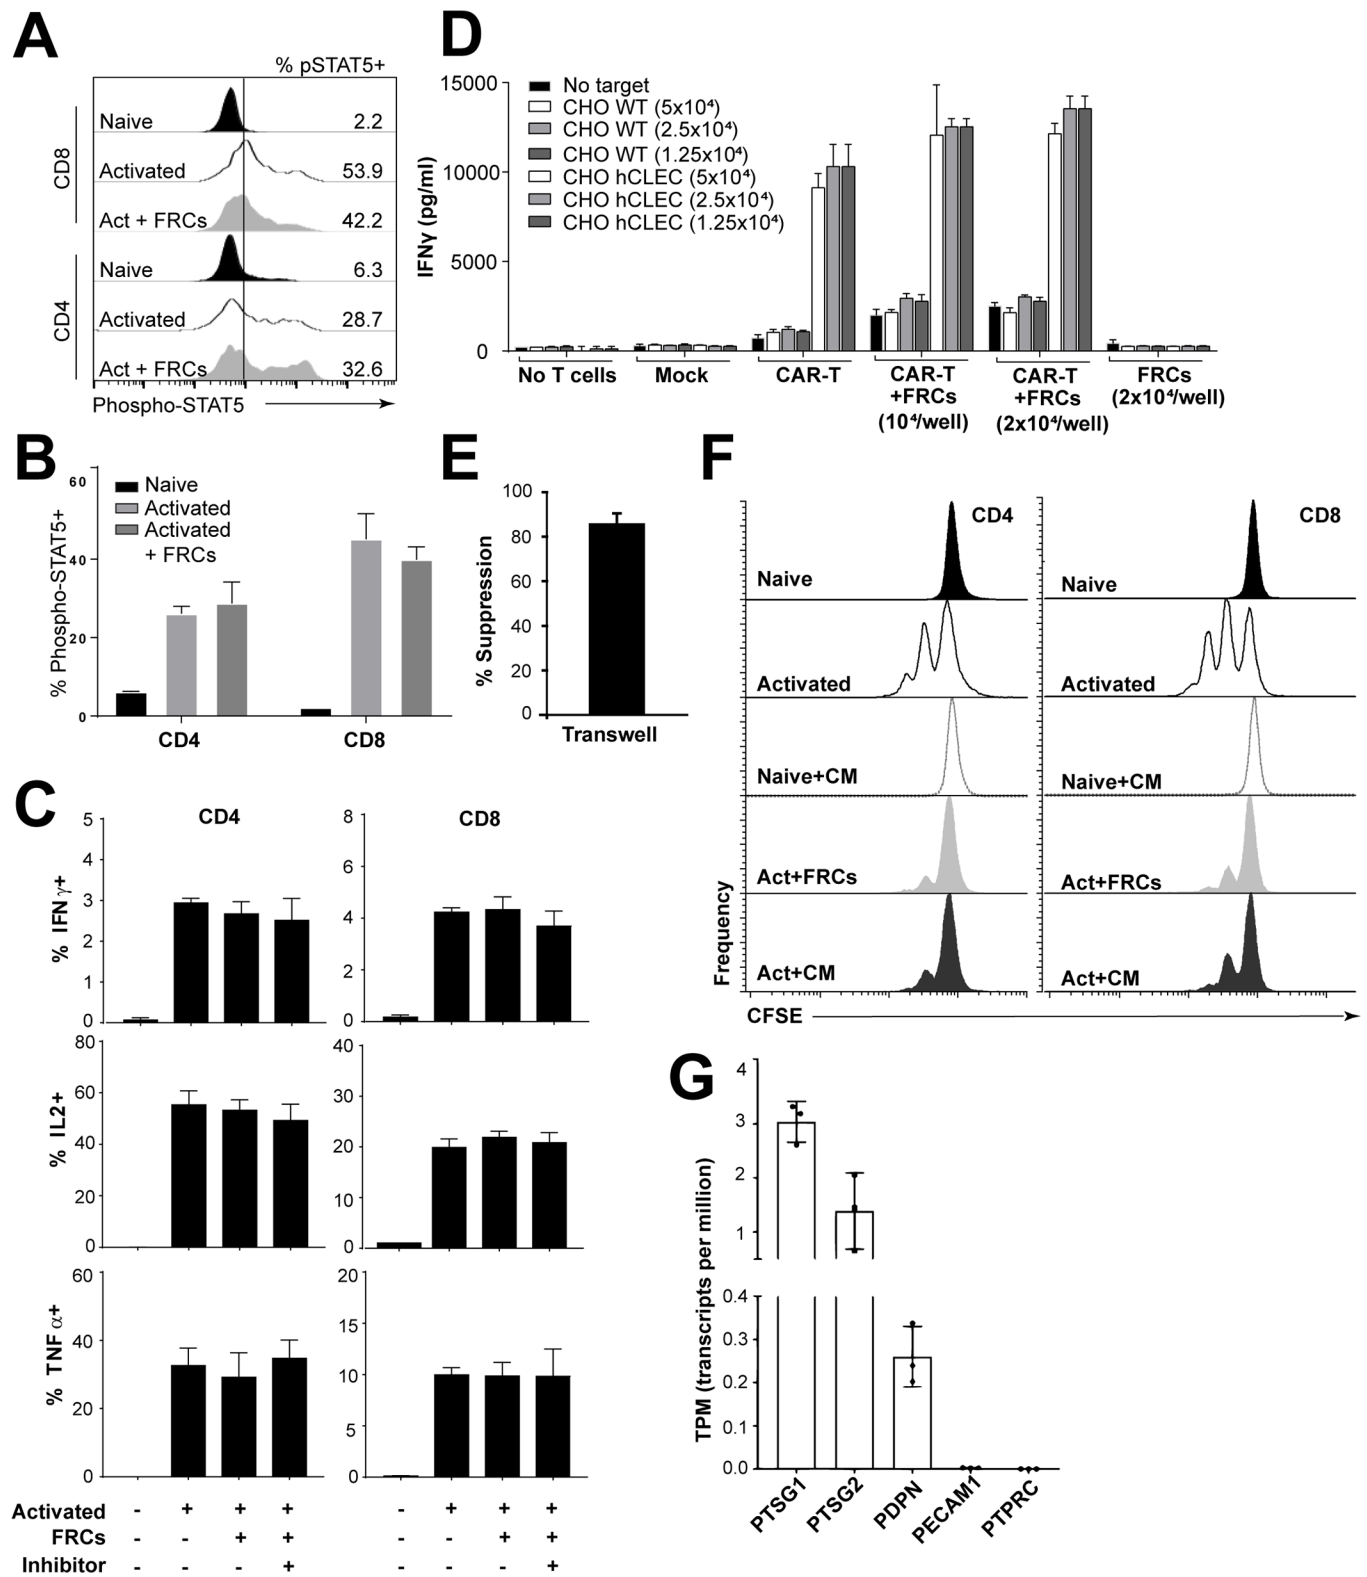 A
% pSTAT5+
CD8
Naive 2.2
Activated 53.9
Act + FRCs 42.2
CD4
Naive 6.3
Activated 28.7
Act + FRCs 32.6
Phospho-STAT5
D
IFNγ (pg/ml)
15000
10000
5000
0
No target
CHO WT (5x10⁴)
CHO WT (2.5x10⁴)
CHO WT (1.25x10⁴)
CHO hCLEC (5x10⁴)
CHO hCLEC (2.5x10⁴)
CHO hCLEC (1.25x10⁴)
No T cells
Mock
CAR-T
CAR-T
+FRCs
(10⁴/well)
CAR-T
+FRCs
(2x10⁴/well)
FRCs
(2x10⁴/well)
B
% Phospho-STAT5+
60
40
20
0
Naive
Activated
Activated
+ FRCs
CD4 CD8
E
% Suppression
100
80
60
40
20
0
Transwell
F
CD4
Naive
Activated
Naive+CM
Act+FRCs
Act+CM
CD8
Naive
Activated
Naive+CM
Act+FRCs
Act+CM
Frequency
CFSE
C
CD4 CD8
% IFNγ+
5
4
3
2
1
0
8
6
4
2
0
% IL2+
80
60
40
20
0
40
30
20
10
0
% TNFα+
60
40
20
0
20
15
10
5
0
Activated - + + + - + + +
FRCs - - + + - - + +
Inhibitor - - - + - - - +
G
TPM (transcripts per million)
4
3
2
1
0.4
0.3
0.2
0.1
0.0
PTSG1
PTSG2
PDPN
PECAM1
PTPRC